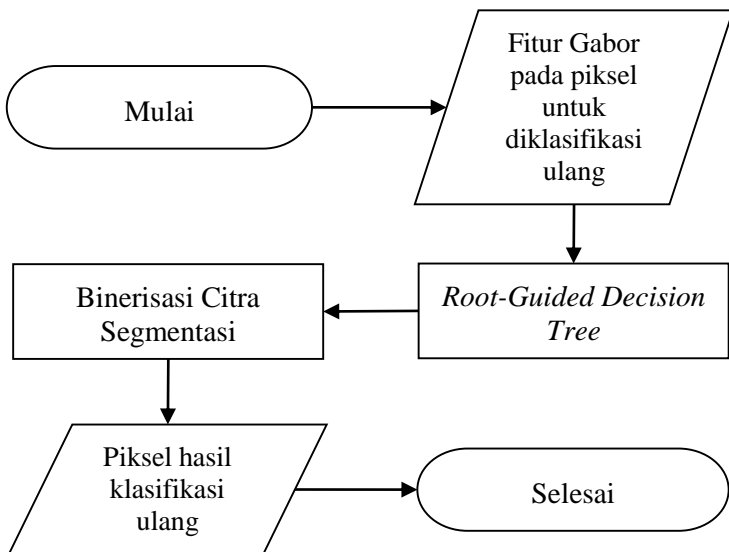 Mulai
Fitur Gabor
pada piksel
untuk
diklasifikasi
ulang
Root-Guided Decision
Tree
Binerisasi Citra
Segmentasi
Piksel hasil
klasifikasi
ulang
Selesai